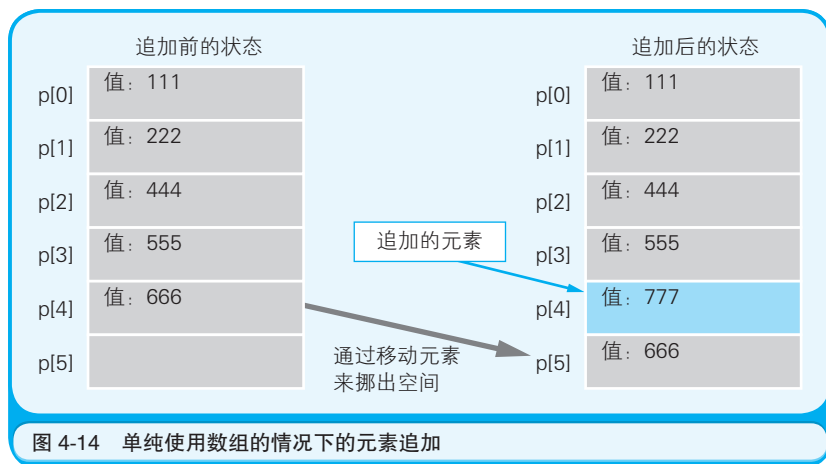 追加前的状态
p[0] 值：111
p[1] 值：222
p[2] 值：444
p[3] 值：555
p[4] 值：666
p[5]
追加的元素
通过移动元素
来挪出空间
追加后的状态
p[0] 值：111
p[1] 值：222
p[2] 值：444
p[3] 值：555
p[4] 值：777
p[5] 值：666
图 4-14 单纯使用数组的情况下的元素追加